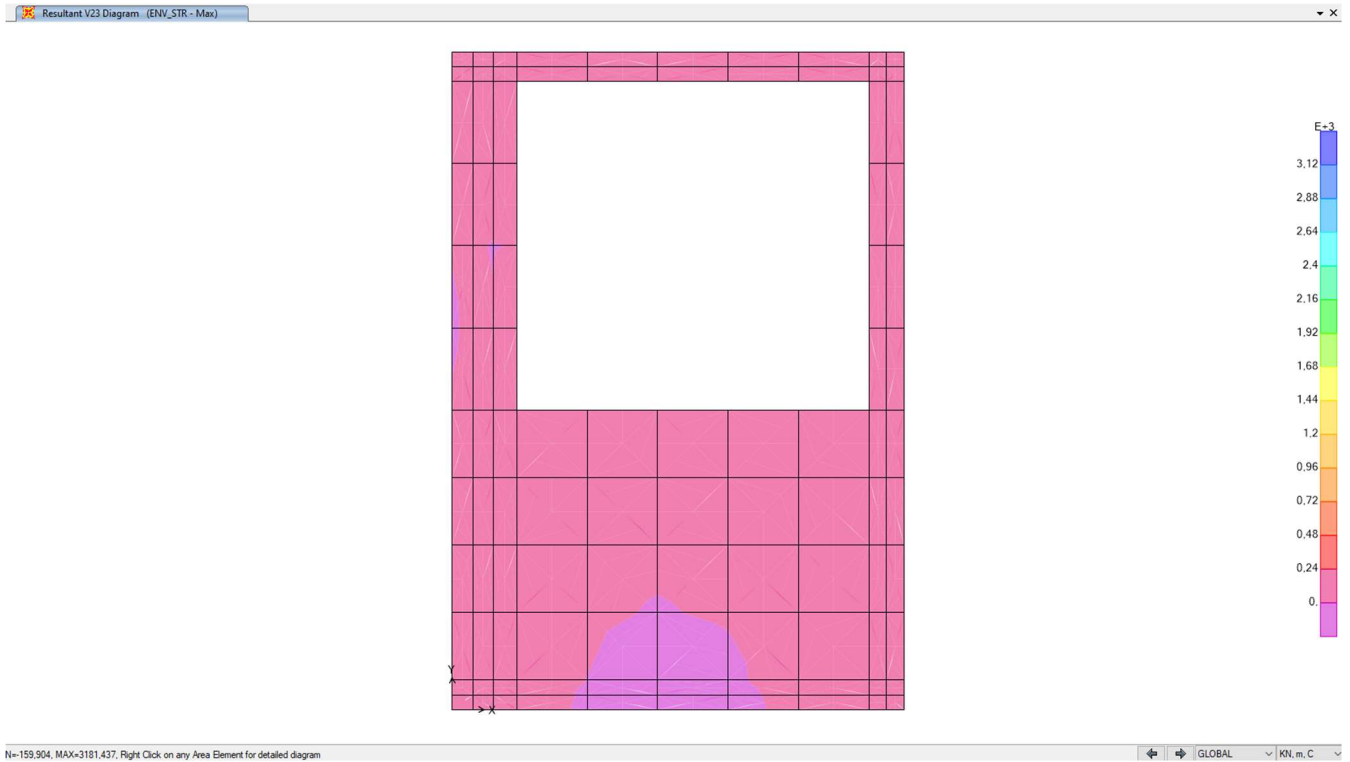 Resultant V23 Diagram (ENV_STR - Max)
E+3
3,12
2,88
2,64
2,4
2,16
1,92
1,68
1,44
1,2
0,96
0,72
0,48
0,24
0,
Y
X
N=-159,904, MAX=3181,437, Right Click on any Area Element for detailed diagram
GLOBAL
KN, m, C